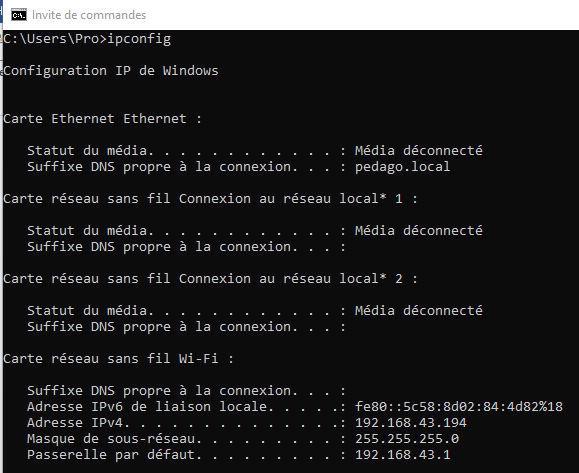 Invite de commandes
C:\Users\Pro>ipconfig
Configuration IP de Windows
Carte Ethernet Ethernet :
Statut du média. . . . . . . . . . . . : Média déconnecté
Suffixe DNS propre à la connexion. . . : pedago.local
Carte réseau sans fil Connexion au réseau local* 1 :
Statut du média. . . . . . . . . . . . : Média déconnecté
Suffixe DNS propre à la connexion. . . :
Carte réseau sans fil Connexion au réseau local* 2 :
Statut du média. . . . . . . . . . . . : Média déconnecté
Suffixe DNS propre à la connexion. . . :
Carte réseau sans fil Wi-Fi :
Suffixe DNS propre à la connexion. . . :
Adresse IPv6 de liaison locale. . . . .: fe80::5c58:8d02:84:4d82%18
Adresse IPv4. . . . . . . . . . . . . .: 192.168.43.194
Masque de sous-réseau. . . . . . . . . : 255.255.255.0
Passerelle par défaut. . . . . . . . . : 192.168.43.1